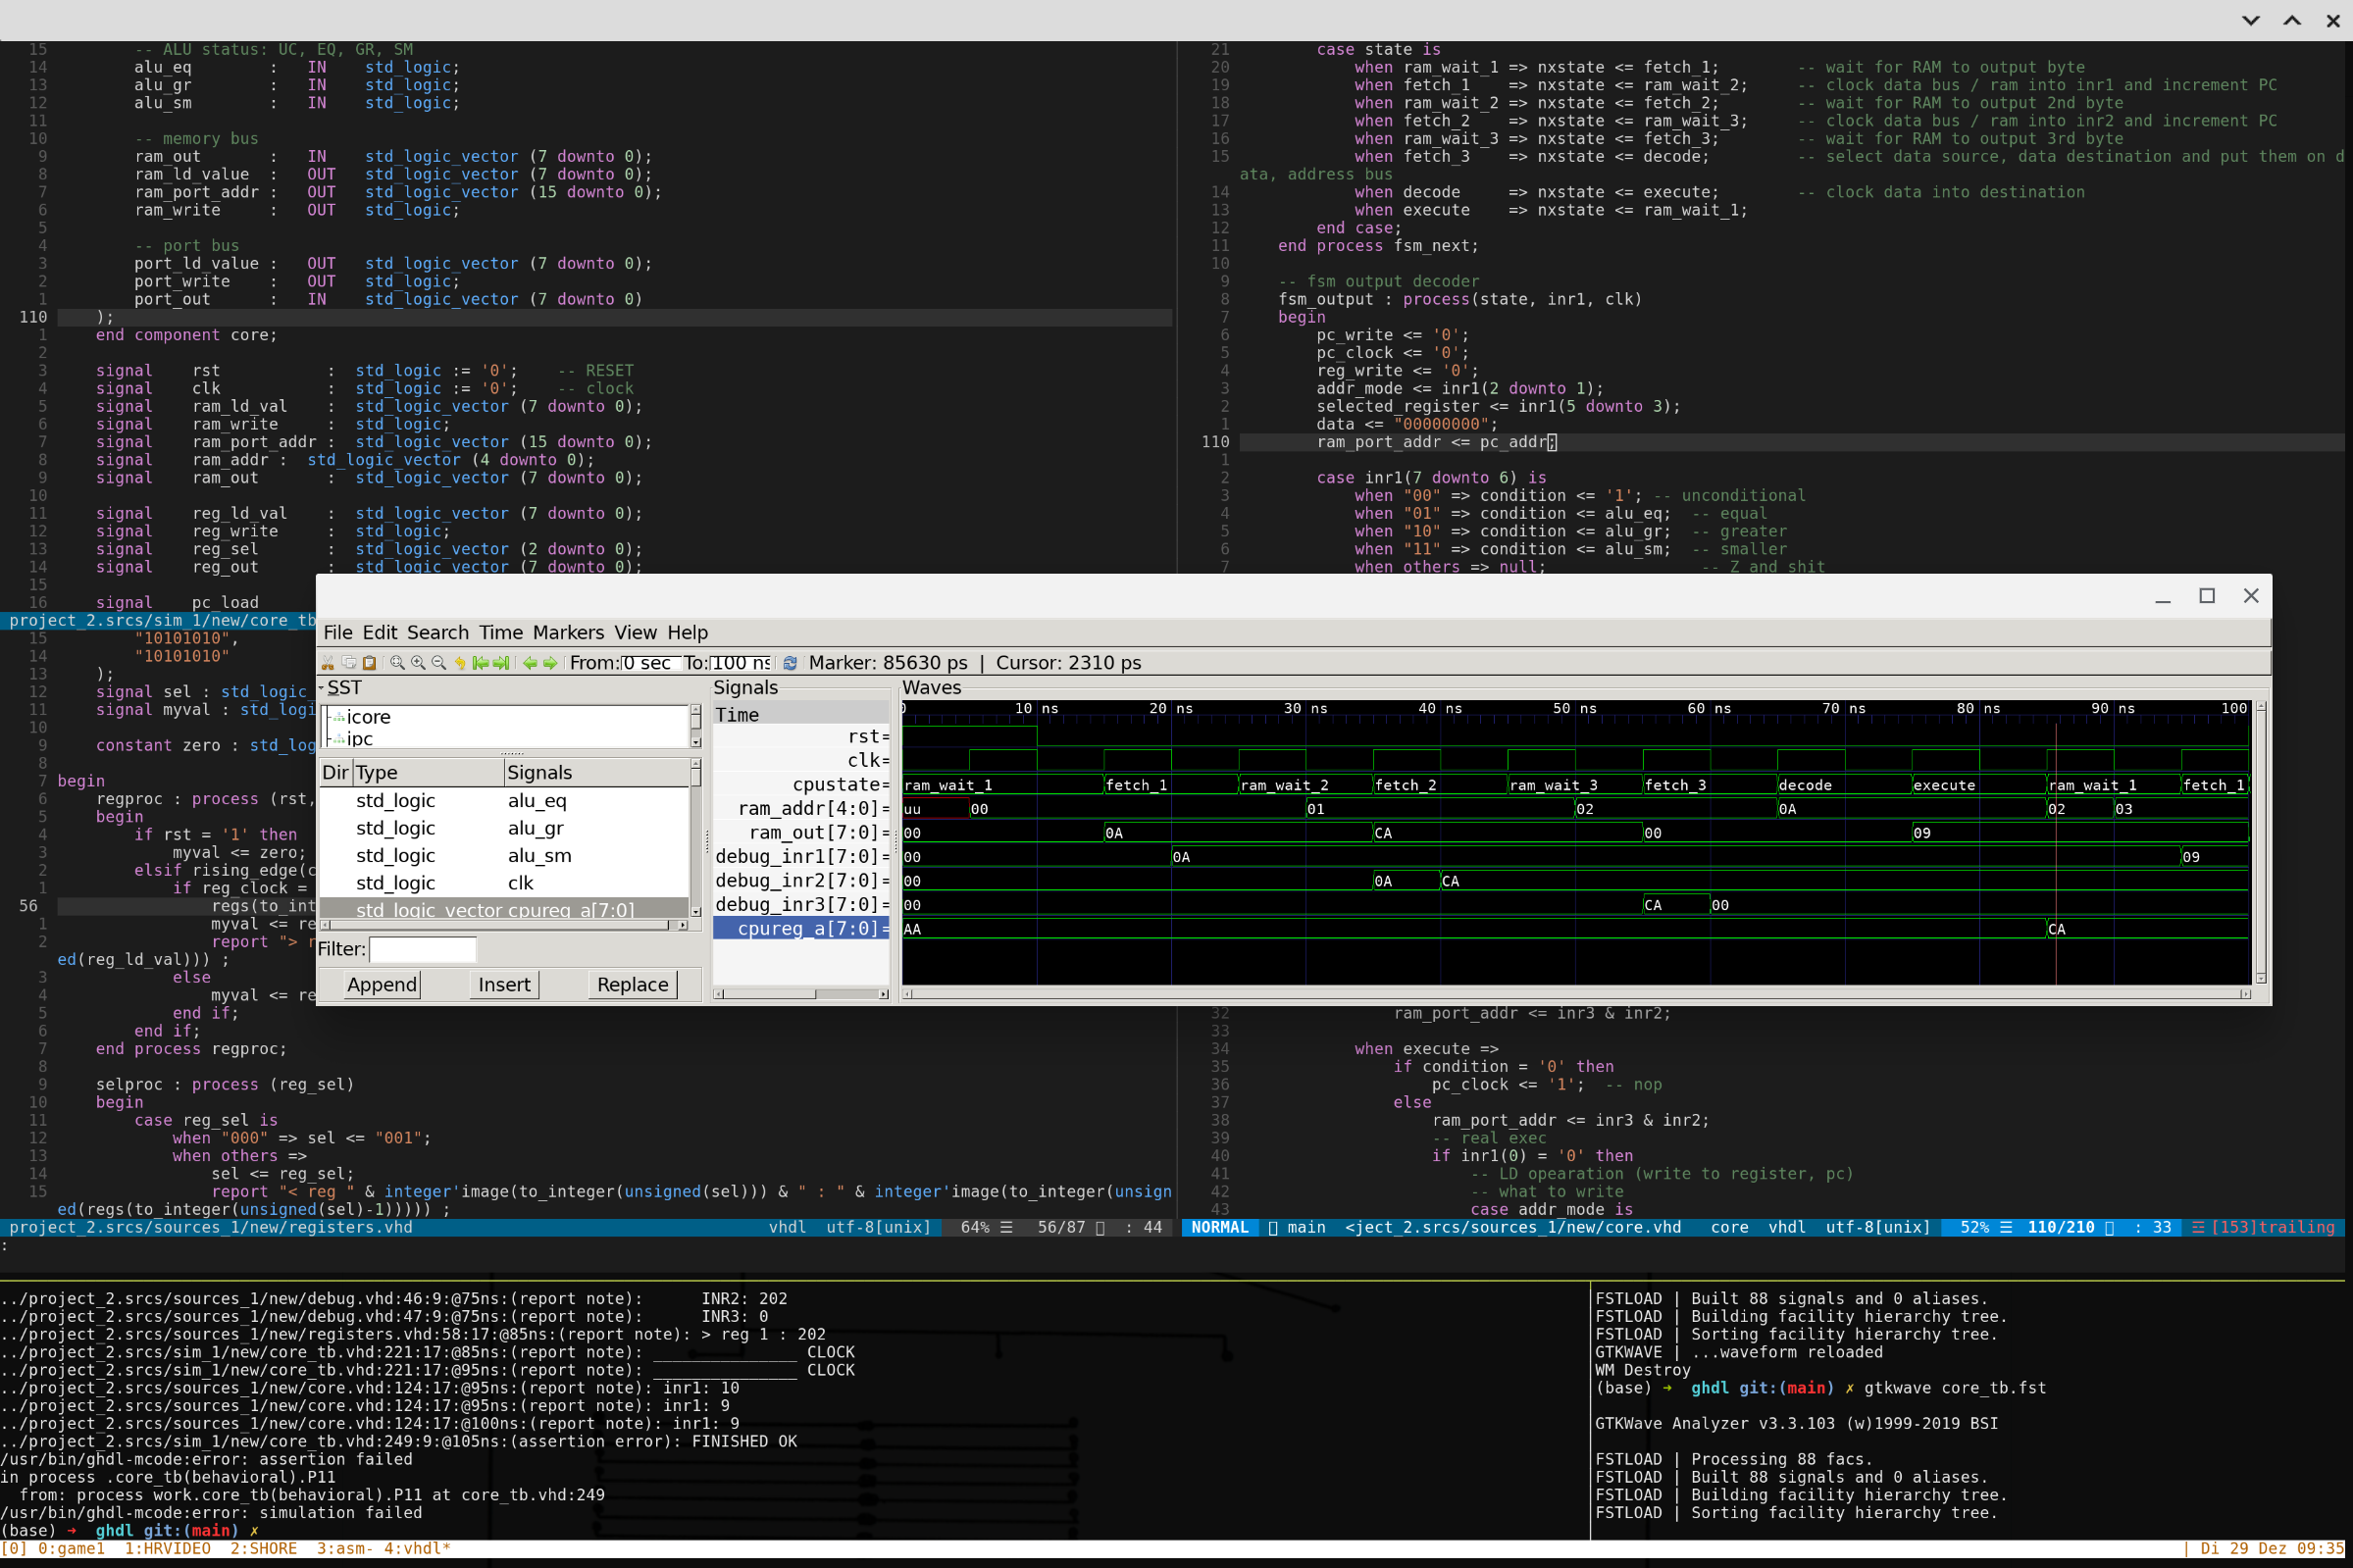 15         -- ALU status: UC, EQ, GR, SM
14         alu_eq        :   IN    std_logic;
13         alu_gr        :   IN    std_logic;
12         alu_sm        :   IN    std_logic;
11
10         -- memory bus
9         ram_out       :   IN    std_logic_vector (7 downto 0);
8         ram_ld_value  :   OUT   std_logic_vector (7 downto 0);
7         ram_port_addr :   OUT   std_logic_vector (15 downto 0);
6         ram_write     :   OUT   std_logic;
5
4         -- port bus
3         port_ld_value :   OUT   std_logic_vector (7 downto 0);
2         port_write    :   OUT   std_logic;
1         port_out      :   IN    std_logic_vector (7 downto 0)
110     );
1     end component core;
2
3     signal    rst           :  std_logic := '0';    -- RESET
4     signal    clk           :  std_logic := '0';    -- clock
5     signal    ram_ld_val    :  std_logic_vector (7 downto 0);
6     signal    ram_write     :  std_logic;
7     signal    ram_port_addr :  std_logic_vector (15 downto 0);
8     signal    ram_addr :  std_logic_vector (4 downto 0);
9     signal    ram_out       :  std_logic_vector (7 downto 0);
10
11     signal    reg_ld_val    :  std_logic_vector (7 downto 0);
12     signal    reg_write     :  std_logic;
13     signal    reg_sel       :  std_logic_vector (2 downto 0);
14     signal    reg_out       :  std_logic_vector (7 downto 0);
15
16     signal    pc_load
project_2.srcs/sim_1/new/core_tb
21         case state is
20             when ram_wait_1 => nxstate <= fetch_1;        -- wait for RAM to output byte
19             when fetch_1    => nxstate <= ram_wait_2;     -- clock data bus / ram into inr1 and increment PC
18             when ram_wait_2 => nxstate <= fetch_2;        -- wait for RAM to output 2nd byte
17             when fetch_2    => nxstate <= ram_wait_3;     -- clock data bus / ram into inr2 and increment PC
16             when ram_wait_3 => nxstate <= fetch_3;        -- wait for RAM to output 3rd byte
15             when fetch_3    => nxstate <= decode;         -- select data source, data destination and put them on d
ata, address bus
14             when decode     => nxstate <= execute;        -- clock data into destination
13             when execute    => nxstate <= ram_wait_1;
12         end case;
11     end process fsm_next;
10
9     -- fsm output decoder
8     fsm_output : process(state, inr1, clk)
7     begin
6         pc_write <= '0';
5         pc_clock <= '0';
4         reg_write <= '0';
3         addr_mode <= inr1(2 downto 1);
2         selected_register <= inr1(5 downto 3);
1         data <= "00000000";
110         ram_port_addr <= pc_addr;
1
2         case inr1(7 downto 6) is
3             when "00" => condition <= '1'; -- unconditional
4             when "01" => condition <= alu_eq;  -- equal
5             when "10" => condition <= alu_gr;  -- greater
6             when "11" => condition <= alu_sm;  -- smaller
7             when others => null;                -- Z and shit
File Edit Search Time Markers View Help
From: 0 sec To: 100 ns Marker: 85630 ps | Cursor: 2310 ps
SST
icore
ipc
Dir Type Signals
std_logic alu_eq
std_logic alu_gr
std_logic alu_sm
std_logic clk
std_logic_vector cpureg_a[7:0]
Filter:
Append Insert Replace
Signals
Time
rst=
clk=
cpustate=
ram_addr[4:0]=
ram_out[7:0]=
debug_inr1[7:0]=
debug_inr2[7:0]=
debug_inr3[7:0]=
cpureg_a[7:0]=
Waves
0 10 ns 20 ns 30 ns 40 ns 50 ns 60 ns 70 ns 80 ns 90 ns 100
ram_wait_1 fetch_1 ram_wait_2 fetch_2 ram_wait_3 fetch_3 decode execute ram_wait_1 fetch_1
uu 00 01 02 0A 02 03
00 0A CA 00 09
00 0A 09
00 0A CA
00 CA 00
AA CA
15         "10101010",
14         "10101010"
13     );
12     signal sel : std_logic
11     signal myval : std_logi
10
9     constant zero : std_log
8
7 begin
6     regproc : process (rst,
5     begin
4         if rst = '1' then
3             myval <= zero;
2         elsif rising_edge(c
1             if reg_clock =
56                 regs(to_int
1                 myval <= re
2                 report "> r
ed(reg_ld_val))) ;
3             else
4                 myval <= re
5             end if;
6         end if;
7     end process regproc;
8
9     selproc : process (reg_sel)
10     begin
11         case reg_sel is
12             when "000" => sel <= "001";
13             when others =>
14                 sel <= reg_sel;
15                 report "< reg " & integer'image(to_integer(unsigned(sel))) & " : " & integer'image(to_integer(unsign
ed(regs(to_integer(unsigned(sel)-1))))) ;
project_2.srcs/sources_1/new/registers.vhd vhdl utf-8[unix] 64% ☰ 56/87 : 44
32                 ram_port_addr <= inr3 & inr2;
33
34             when execute =>
35                 if condition = '0' then
36                     pc_clock <= '1';  -- nop
37                 else
38                     ram_port_addr <= inr3 & inr2;
39                     -- real exec
40                     if inr1(0) = '0' then
41                         -- LD opearation (write to register, pc)
42                         -- what to write
43                         case addr_mode is
NORMAL main <ject_2.srcs/sources_1/new/core.vhd core vhdl utf-8[unix] 52% ☰ 110/210 : 33 ☲ [153]trailing
:
../project_2.srcs/sources_1/new/debug.vhd:46:9:@75ns:(report note):      INR2: 202
../project_2.srcs/sources_1/new/debug.vhd:47:9:@75ns:(report note):      INR3: 0
../project_2.srcs/sources_1/new/registers.vhd:58:17:@85ns:(report note): > reg 1 : 202
../project_2.srcs/sim_1/new/core_tb.vhd:221:17:@85ns:(report note): _______________ CLOCK
../project_2.srcs/sim_1/new/core_tb.vhd:221:17:@95ns:(report note): _______________ CLOCK
../project_2.srcs/sources_1/new/core.vhd:124:17:@95ns:(report note): inr1: 10
../project_2.srcs/sources_1/new/core.vhd:124:17:@95ns:(report note): inr1: 9
../project_2.srcs/sources_1/new/core.vhd:124:17:@100ns:(report note): inr1: 9
../project_2.srcs/sim_1/new/core_tb.vhd:249:9:@105ns:(assertion error): FINISHED OK
/usr/bin/ghdl-mcode:error: assertion failed
in process .core_tb(behavioral).P11
  from: process work.core_tb(behavioral).P11 at core_tb.vhd:249
/usr/bin/ghdl-mcode:error: simulation failed
(base) ➜  ghdl git:(main) ✗
FSTLOAD | Built 88 signals and 0 aliases.
FSTLOAD | Building facility hierarchy tree.
FSTLOAD | Sorting facility hierarchy tree.
GTKWAVE | ...waveform reloaded
WM Destroy
(base) ➜  ghdl git:(main) ✗ gtkwave core_tb.fst
GTKWave Analyzer v3.3.103 (w)1999-2019 BSI
FSTLOAD | Processing 88 facs.
FSTLOAD | Built 88 signals and 0 aliases.
FSTLOAD | Building facility hierarchy tree.
FSTLOAD | Sorting facility hierarchy tree.
[0] 0:game1  1:HRVIDEO  2:SHORE  3:asm- 4:vhdl* | Di 29 Dez 09:35